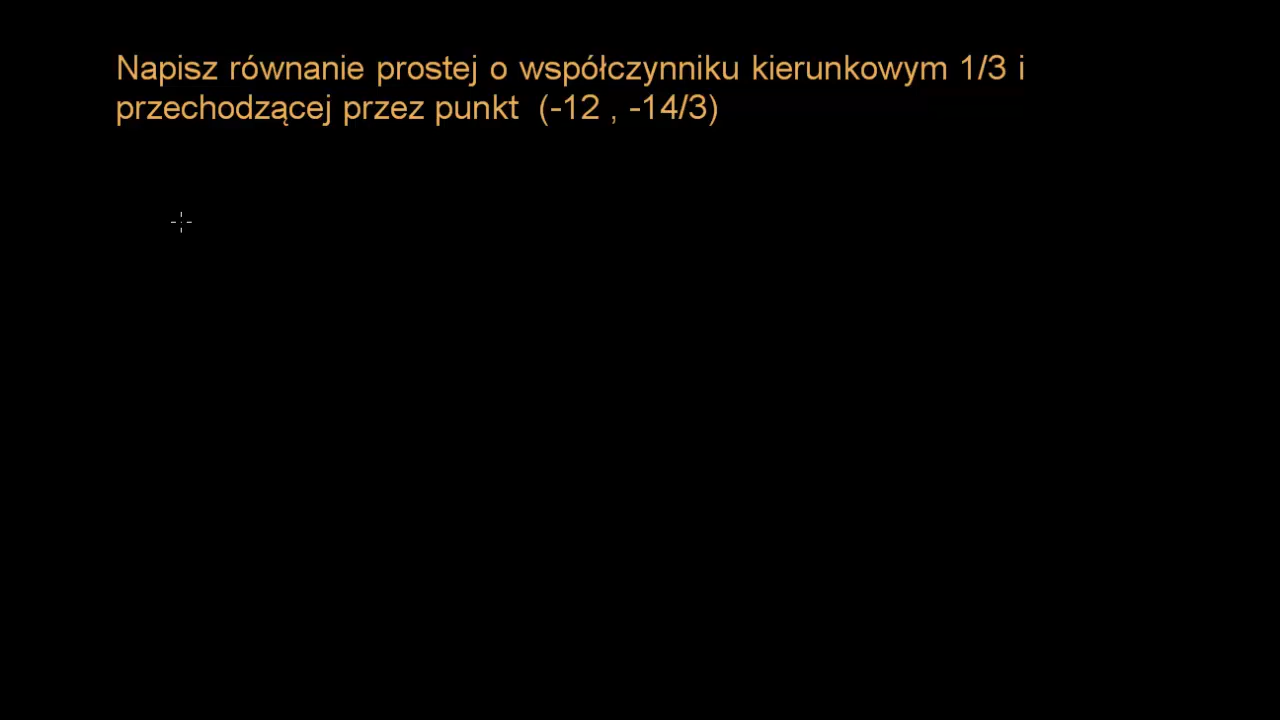 Napisz równanie prostej o współczynniku kierunkowym 1/3 i
przechodzącej przez punkt (-12 , -14/3)